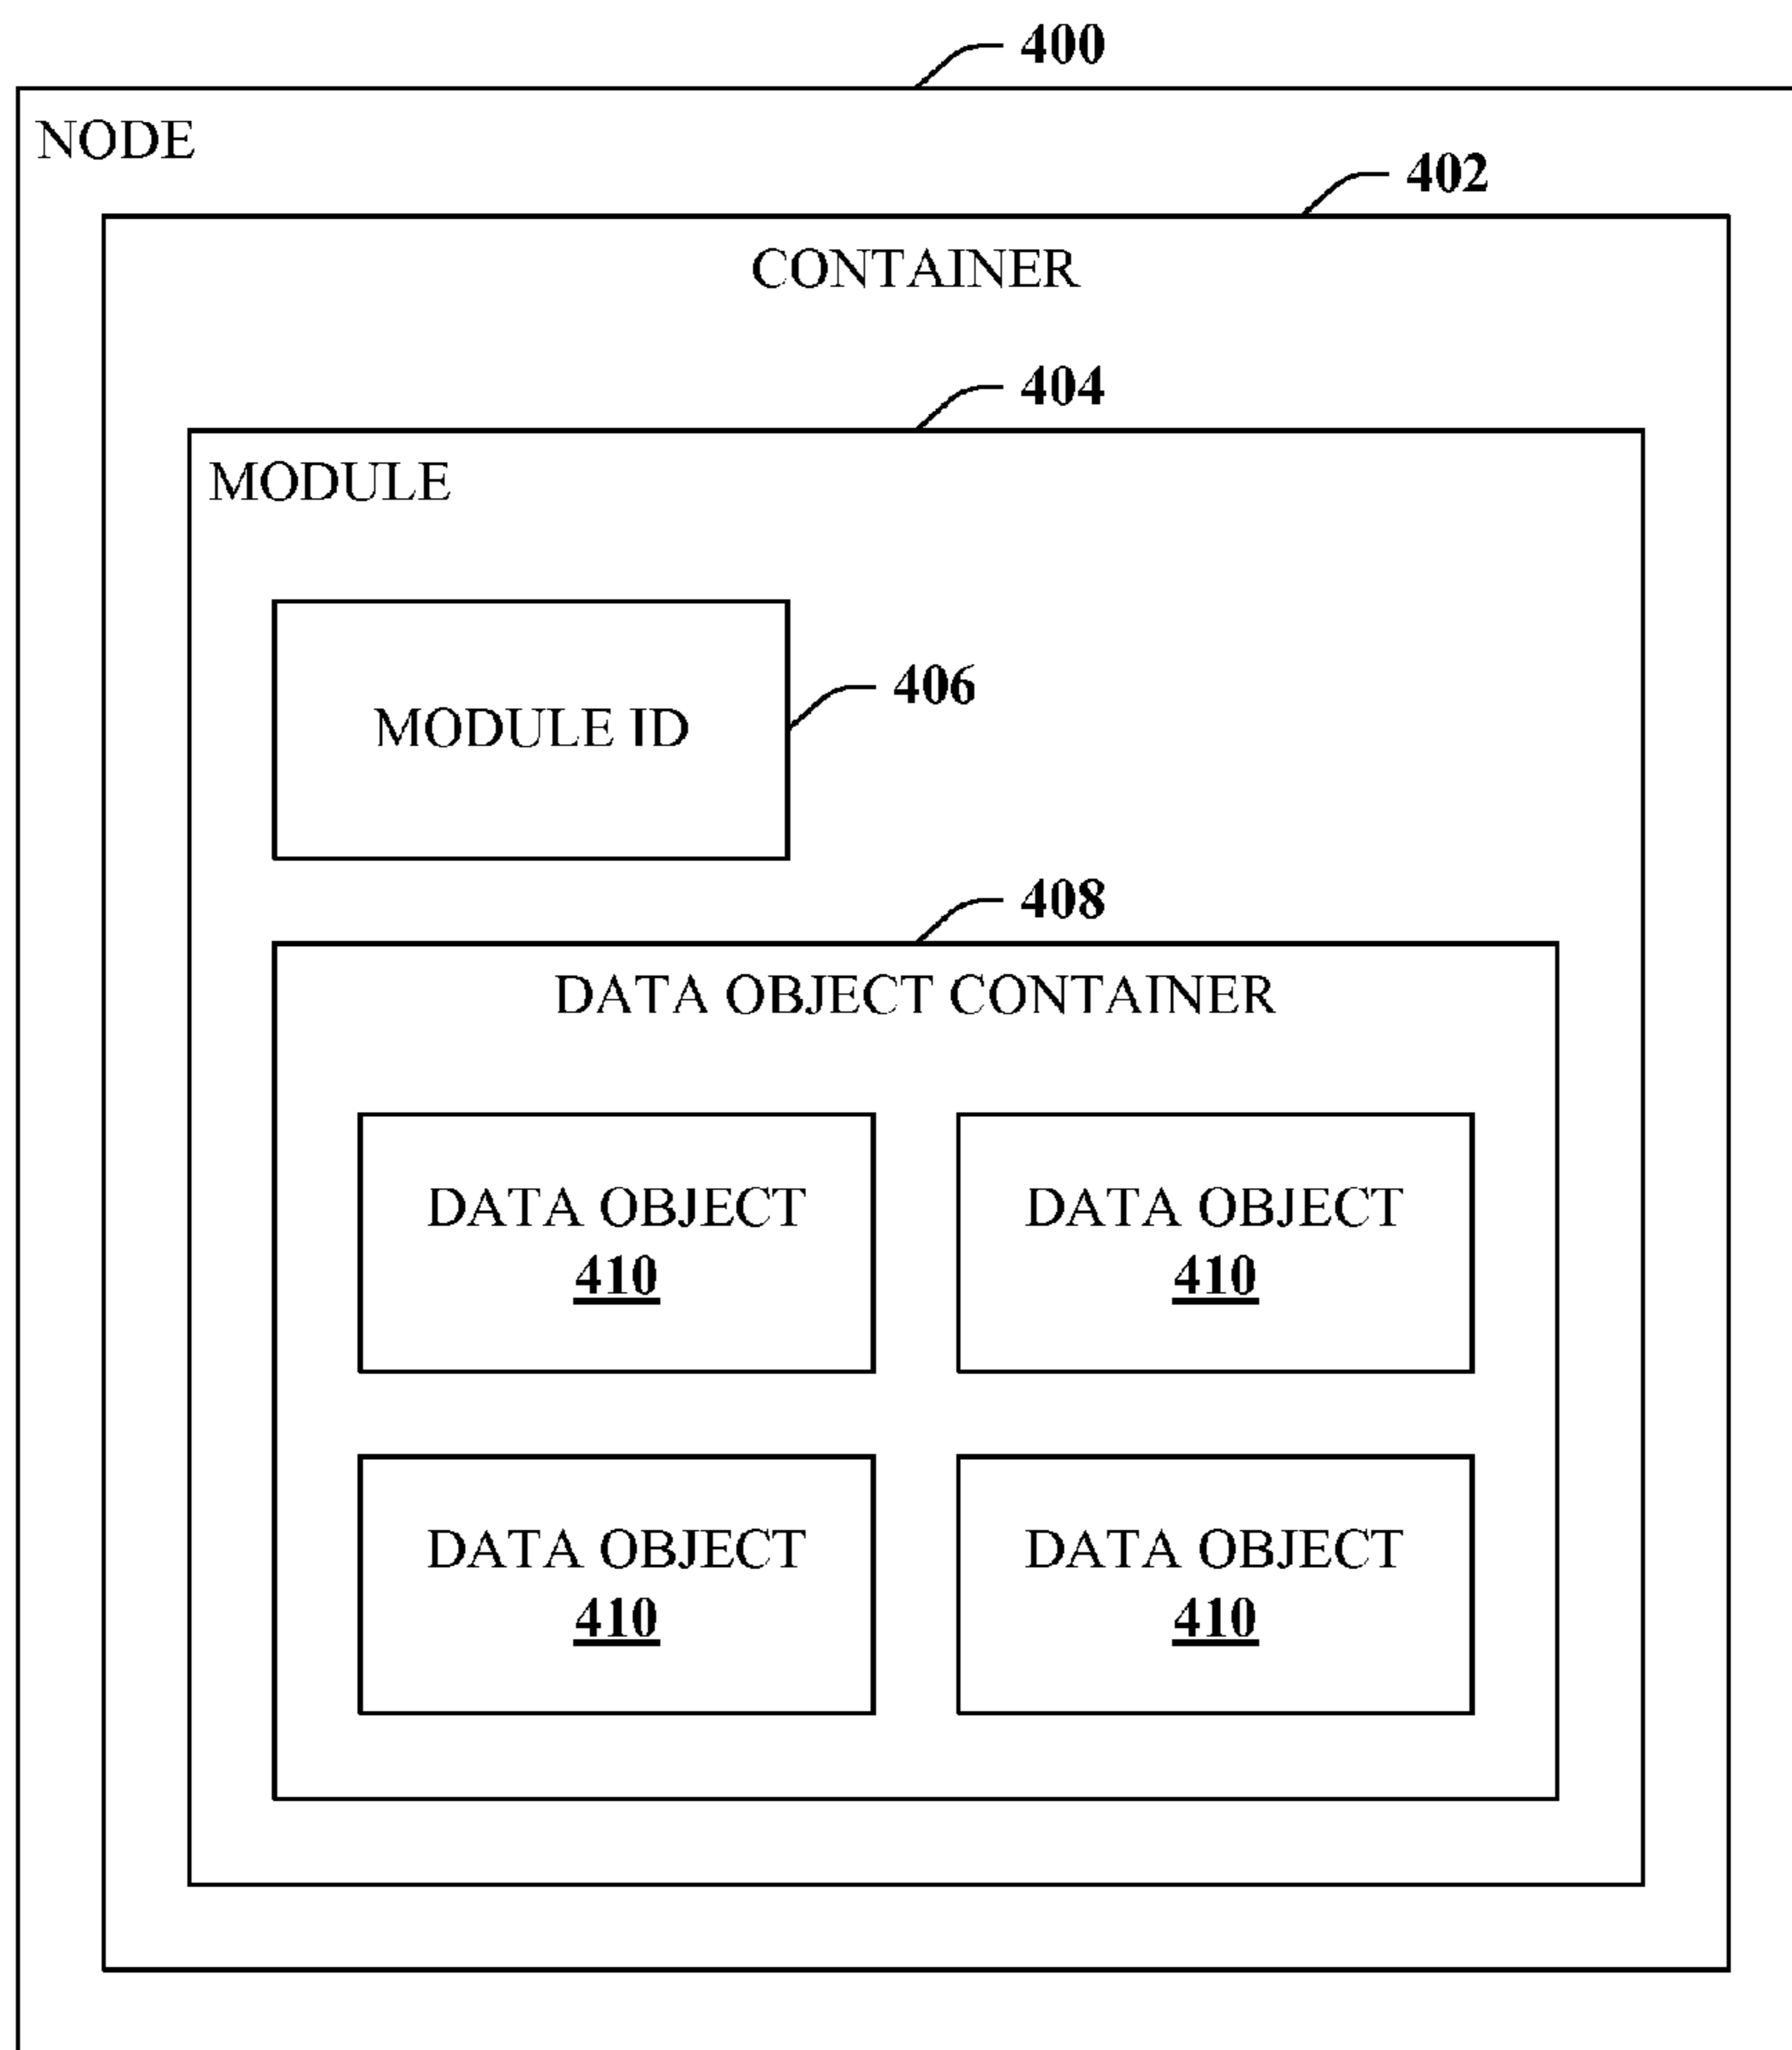 400
NODE
402
CONTAINER
404
MODULE
MODULE ID
406
408
DATA OBJECT CONTAINER
DATA OBJECT
410
DATA OBJECT
410
DATA OBJECT
410
DATA OBJECT
410